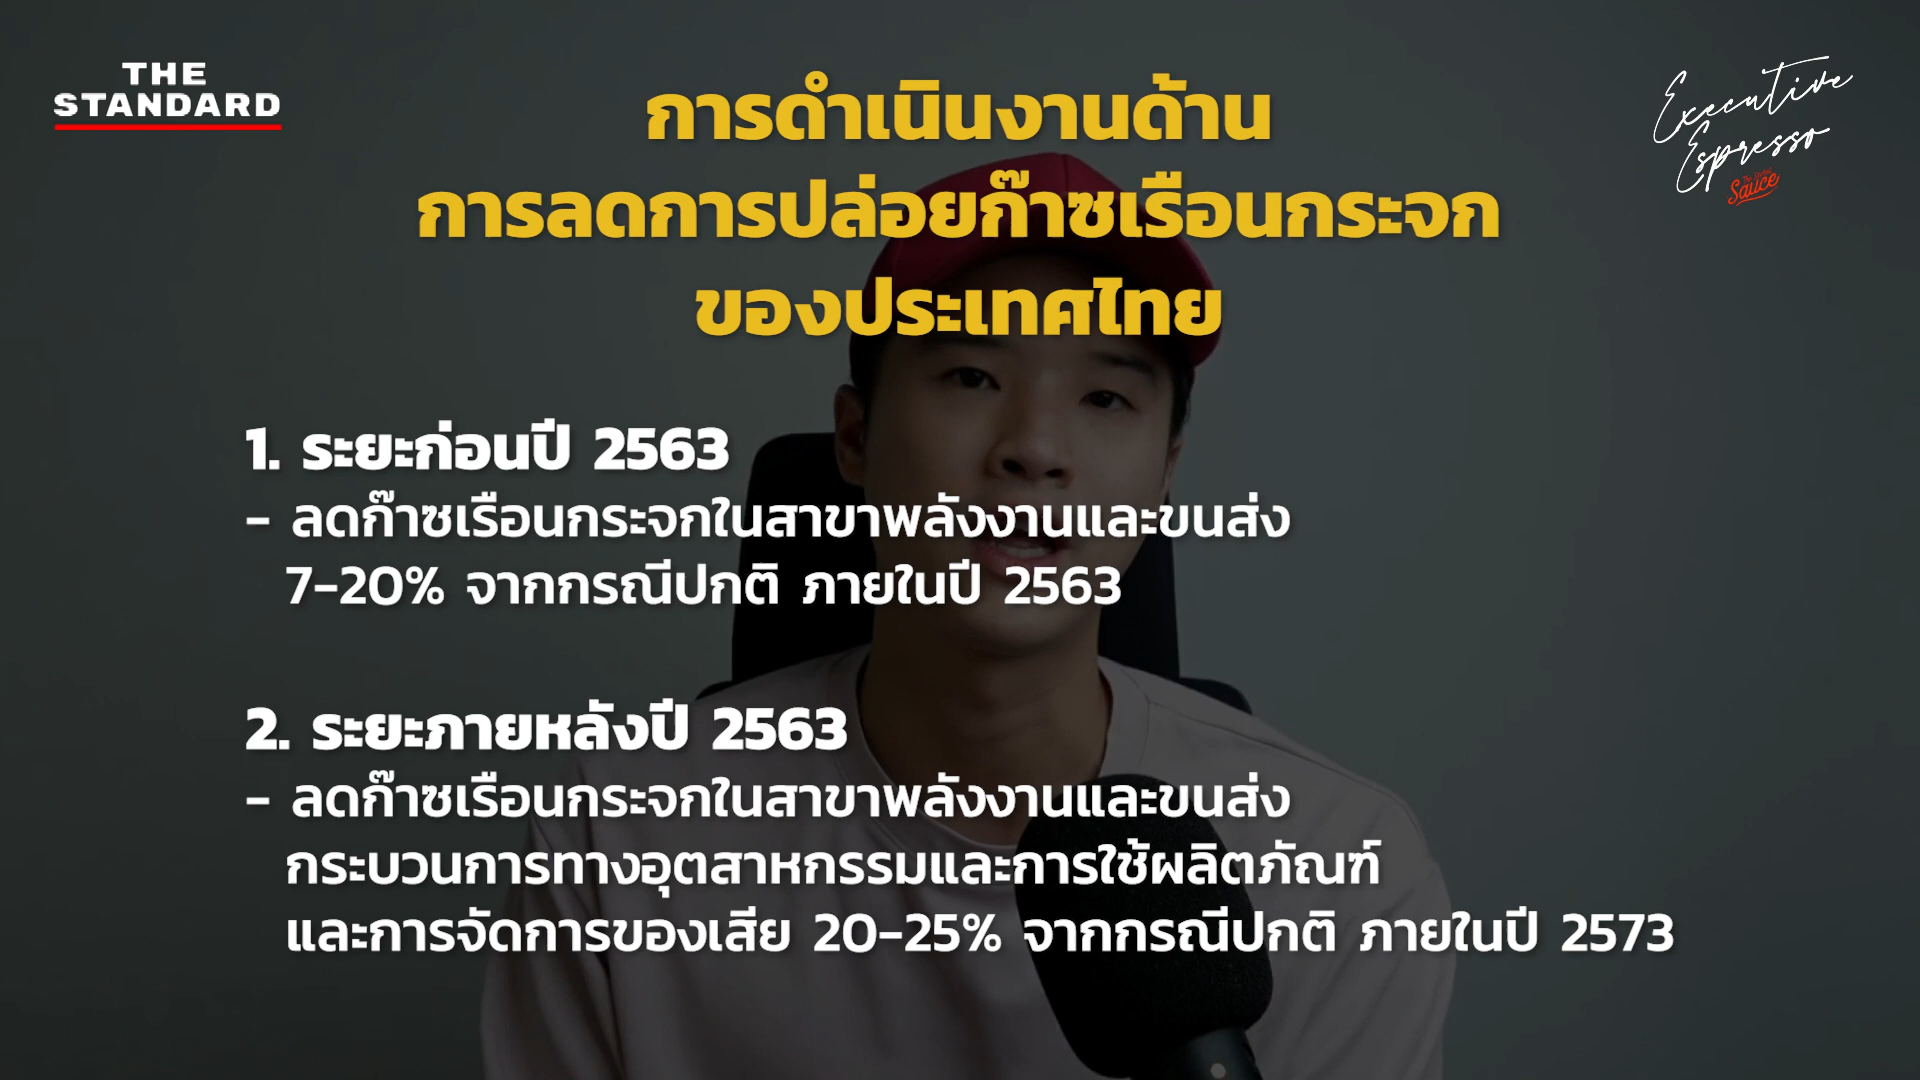 THE
STANDARD
Executive
Espresso
The Secret
Sauce
การดำเนินงานด้าน
การลดการปล่อยก๊าซเรือนกระจก
ของประเทศไทย
1. ระยะก่อนปี 2563
- ลดก๊าซเรือนกระจกในสาขาพลังงานและขนส่ง
7-20% จากกรณีปกติ ภายในปี 2563
2. ระยะภายหลังปี 2563
- ลดก๊าซเรือนกระจกในสาขาพลังงานและขนส่ง
กระบวนการทางอุตสาหกรรมและการใช้ผลิตภัณฑ์
และการจัดการของเสีย 20-25% จากกรณีปกติ ภายในปี 2573